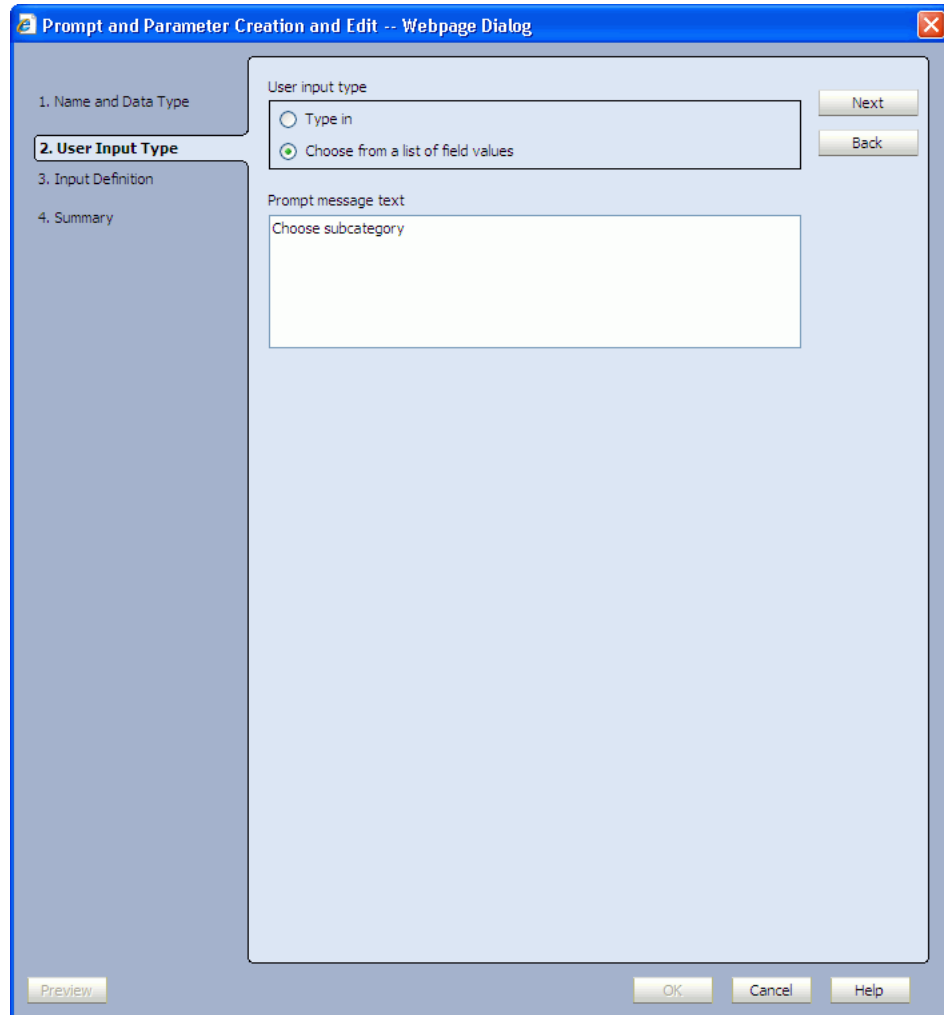 Prompt and Parameter Creation and Edit -- Webpage Dialog
1. Name and Data Type
2. User Input Type
3. Input Definition
4. Summary
User input type
Type in
Choose from a list of field values
Next
Back
Prompt message text
Choose subcategory
Preview
OK
Cancel
Help